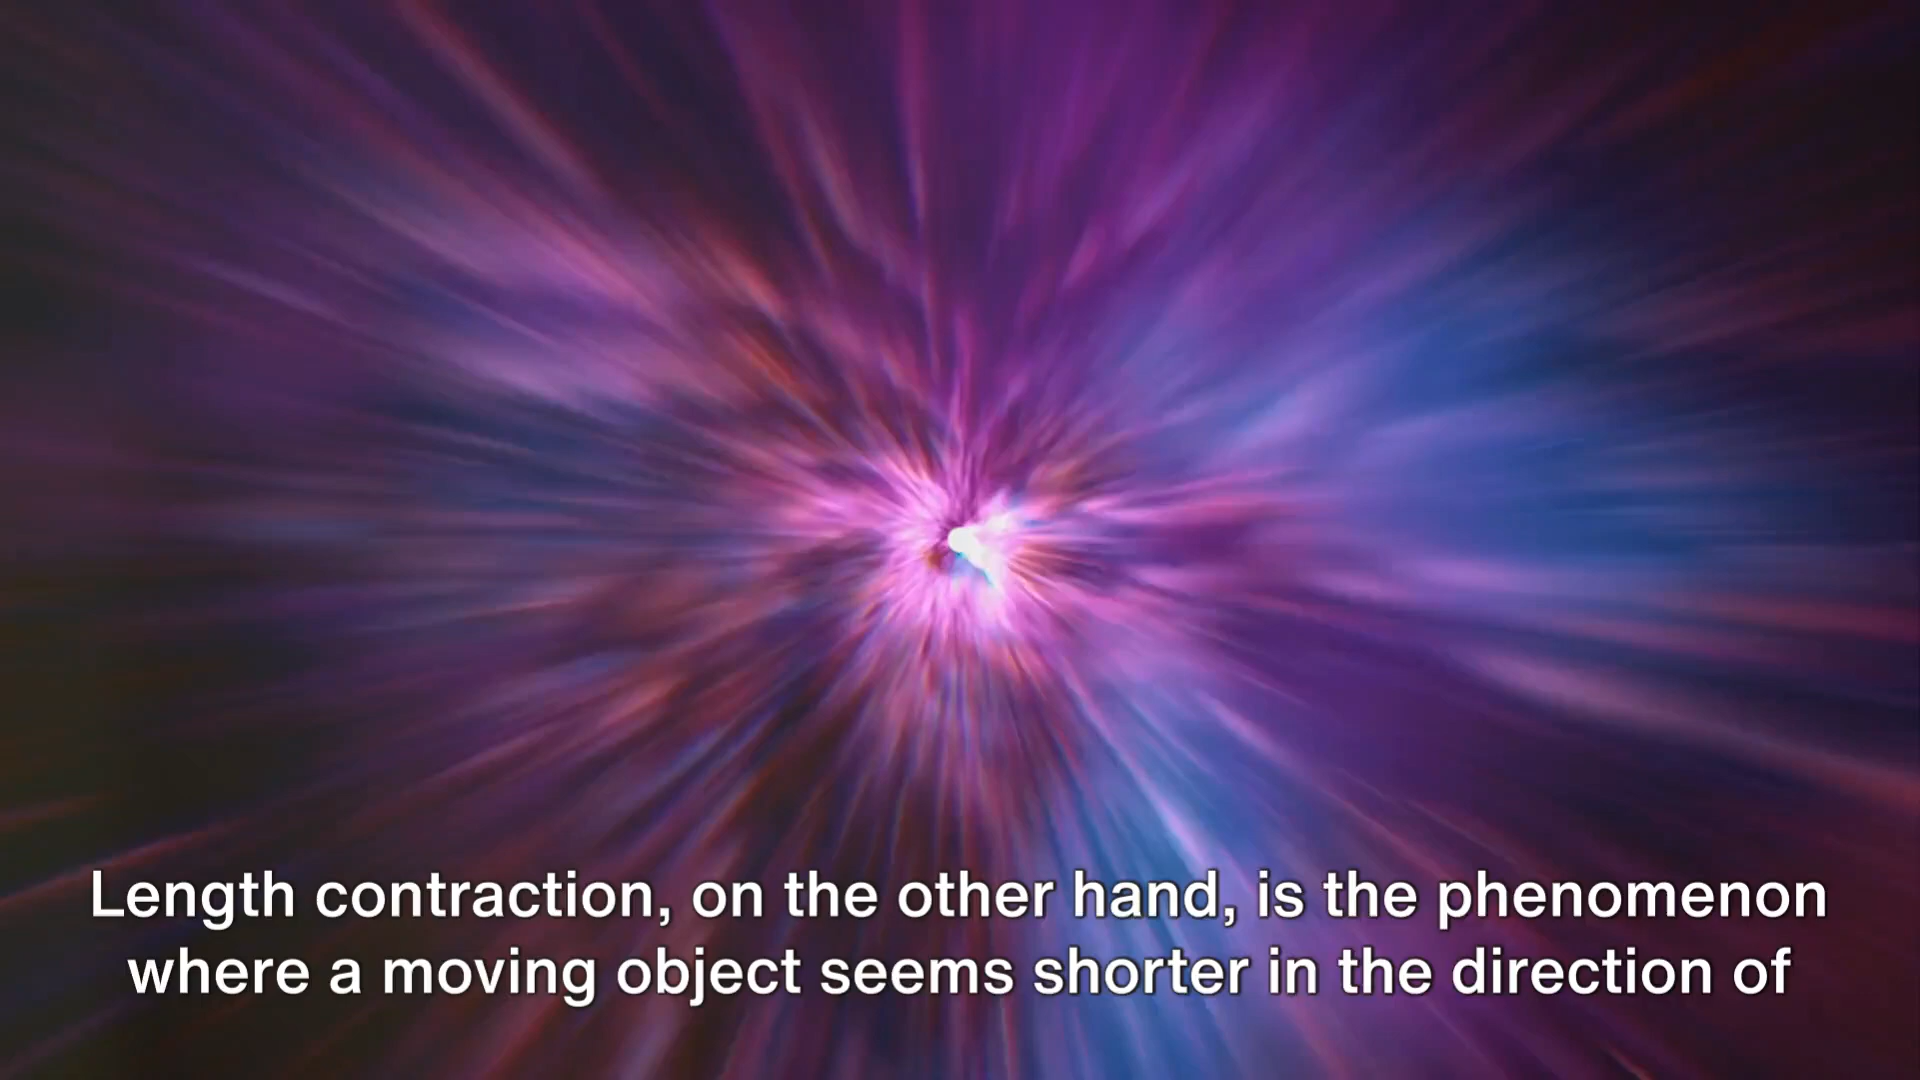 Length contraction, on the other hand, is the phenomenon
where a moving object seems shorter in the direction of